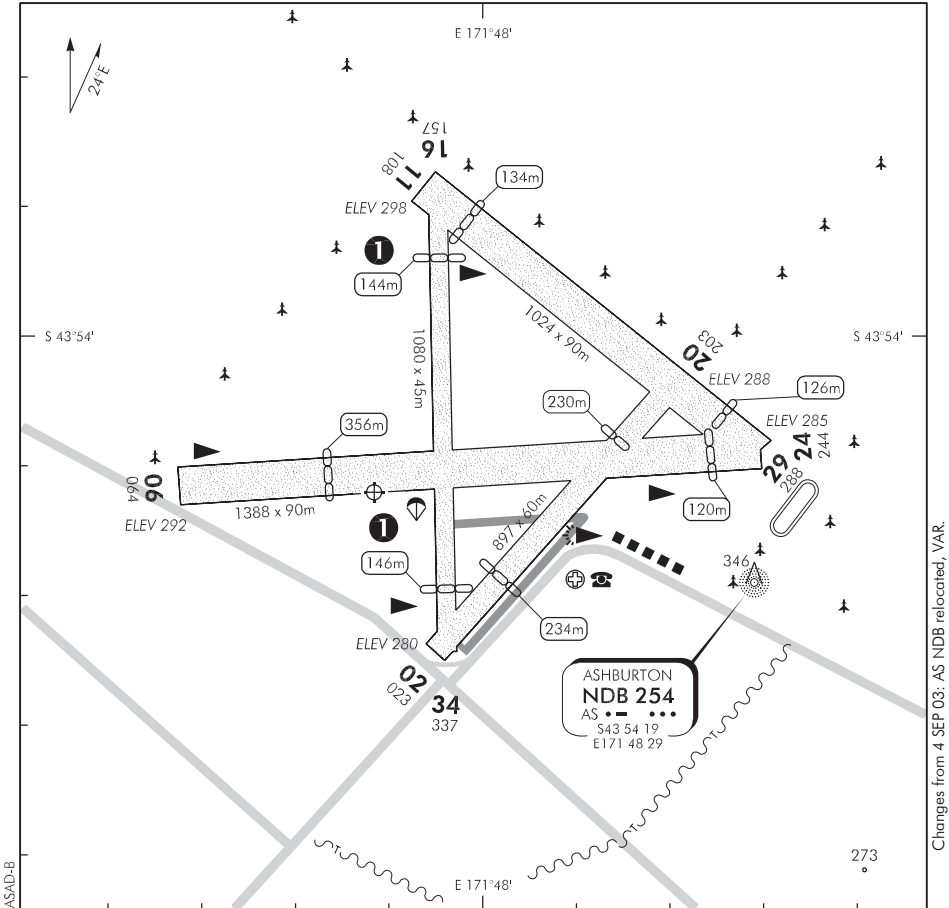 E 171°48'
24°E
157
16
108
11
134m
ELEV 298
1
144m
1024 x 90m
S 43°54'
S 43°54'
1080 x 45m
203
20
ELEV 288
126m
230m
ELEV 285
356m
24
244
29
288
064
06
120m
1388 x 90m
ELEV 292
1
897 x 60m
146m
346
234m
ELEV 280
02
023
34
337
ASHBURTON
NDB 254
AS
S43 54 19
E171 48 29
T
T
T
273
E 171°48'
ASAD-B
Changes from 4 SEP 03: AS NDB relocated, VAR.